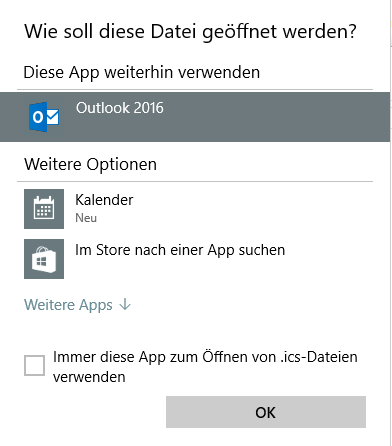 Wie soll diese Datei geöffnet werden?
Diese App weiterhin verwenden
Outlook 2016
Weitere Optionen
Kalender
Neu
Im Store nach einer App suchen
Weitere Apps ↓
Immer diese App zum Öffnen von .ics-Dateien
verwenden
OK